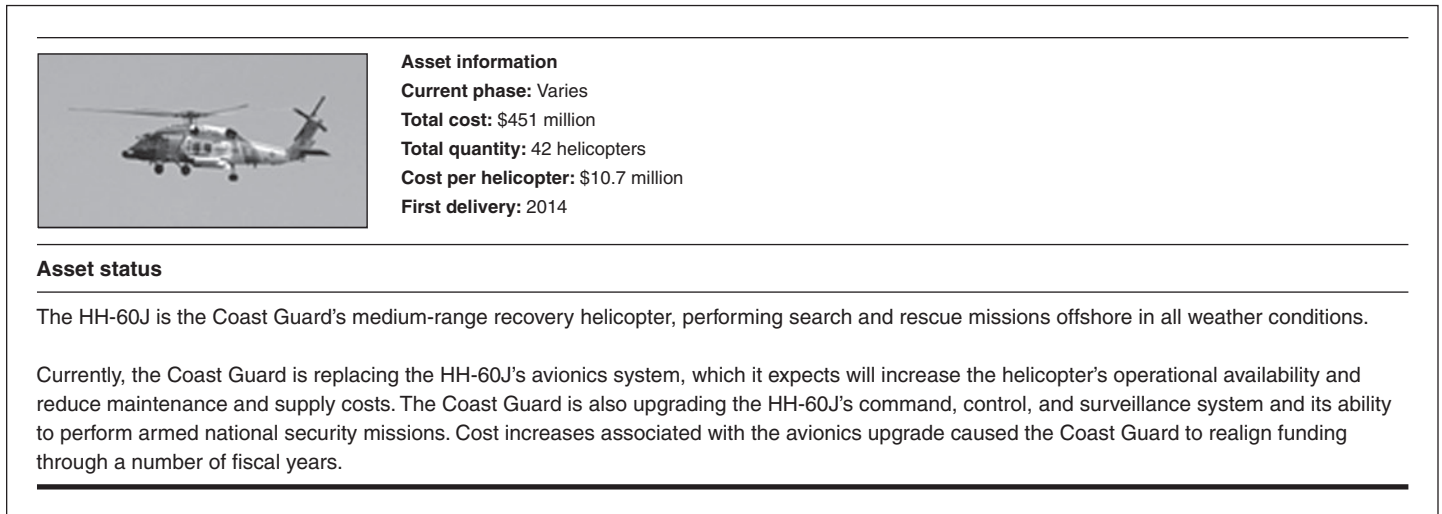 Asset information
Current phase: Varies
Total cost: $451 million
Total quantity: 42 helicopters
Cost per helicopter: $10.7 million
First delivery: 2014
Asset status
The HH-60J is the Coast Guard's medium-range recovery helicopter, performing search and rescue missions offshore in all weather conditions.
Currently, the Coast Guard is replacing the HH-60J's avionics system, which it expects will increase the helicopter's operational availability and
reduce maintenance and supply costs. The Coast Guard is also upgrading the HH-60J's command, control, and surveillance system and its ability
to perform armed national security missions. Cost increases associated with the avionics upgrade caused the Coast Guard to realign funding
through a number of fiscal years.